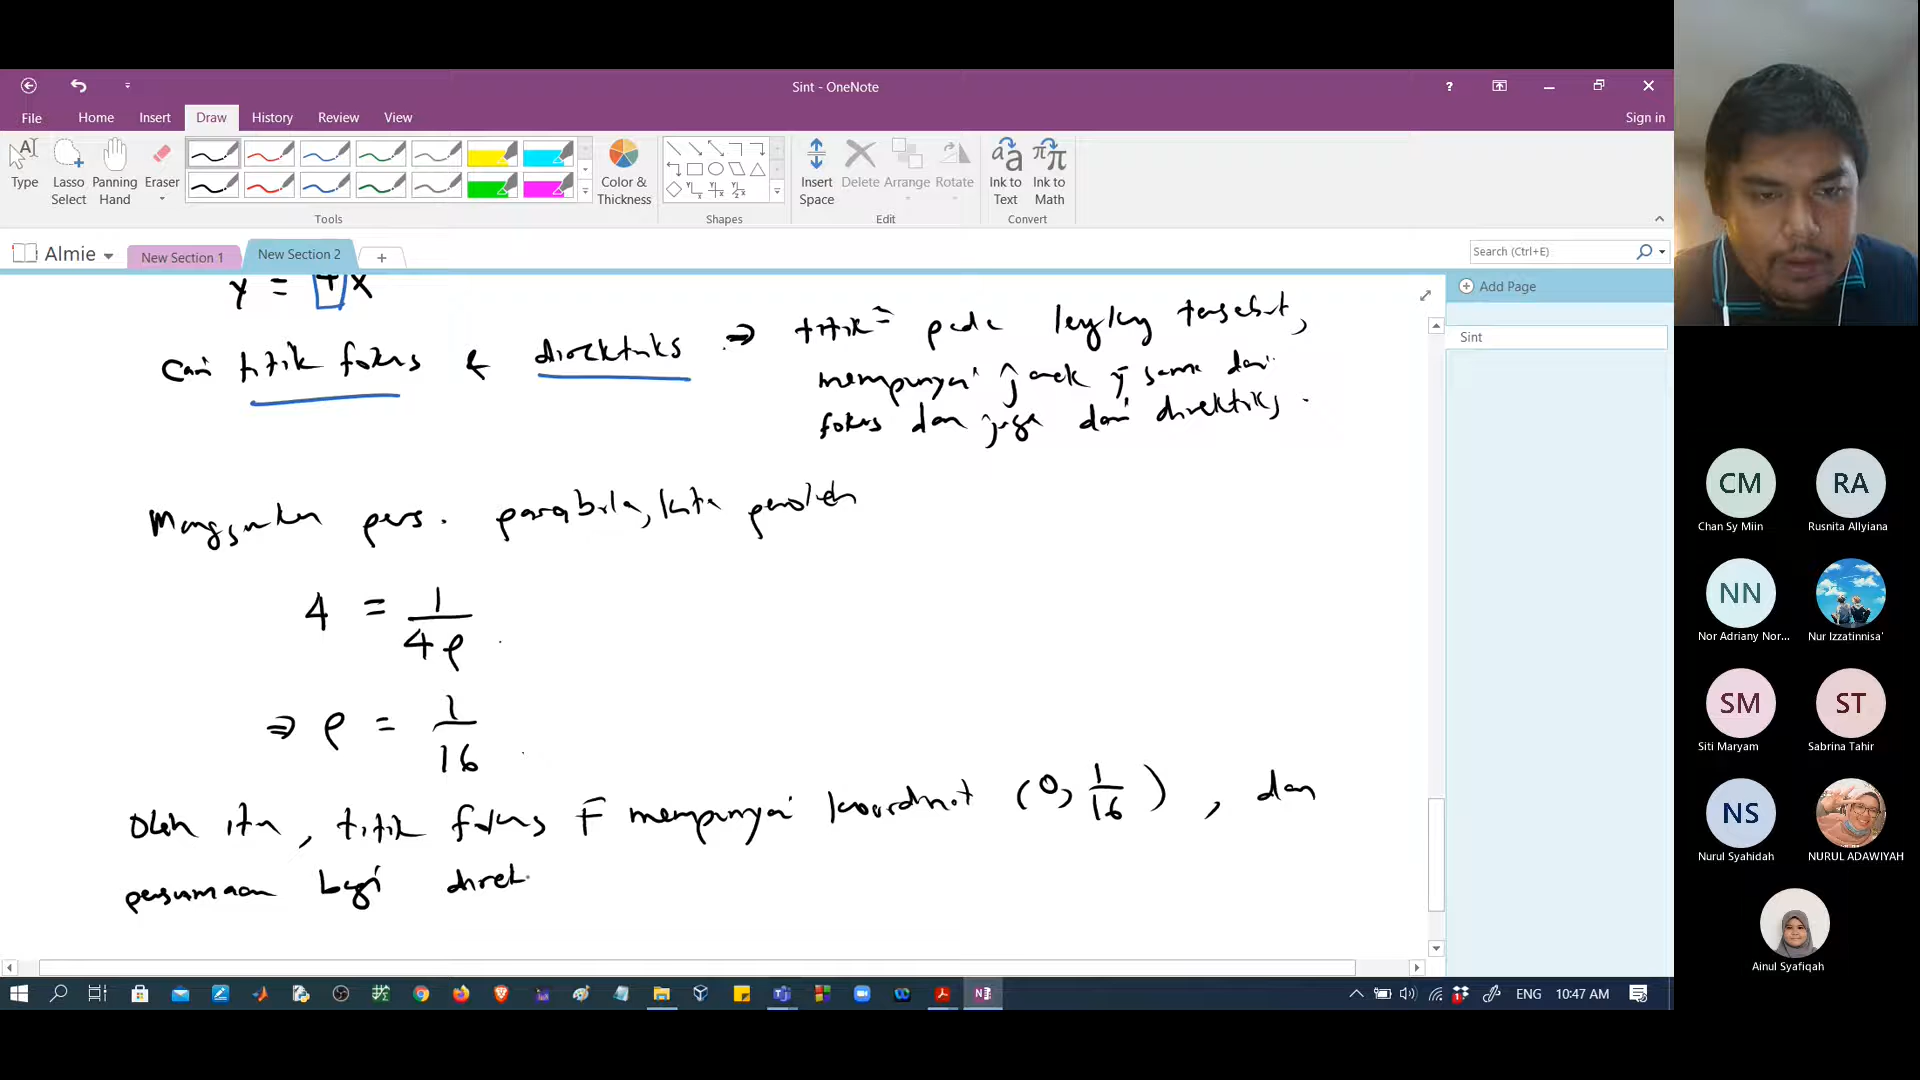 Sint - OneNote
?
File Home Insert Draw History Review View
Sign in
Type
Lasso Select
Panning Hand
Eraser
Color & Thickness
Insert Space
Delete
Arrange
Rotate
Ink to Text
Ink to Math
Tools
Shapes
Edit
Convert
Almie
New Section 1
New Section 2
Search (Ctrl+E)
Add Page
Sint
y = 4 x
Cari titik fokus & direktriks ⇒ titik= pada lengkung tersebut,
mempunyai jarak yg sama dari
fokus dan juga dari direktriks.
Menggunakan pers. parabola, kita peroleh
4 = 1/4p.
⇒ p = 1/16.
Oleh itu, titik fokus F mempunyai koordinat (0, 1/16), dan
persamaan bagi direk
ENG 10:47 AM
CM
Chan Sy Miin
RA
Rusnita Allyiana
NN
Nor Adriany Nor...
Nur Izzatinnisa'
SM
Siti Maryam
ST
Sabrina Tahir
NS
Nurul Syahidah
NURUL ADAWIYAH
Ainul Syafiqah